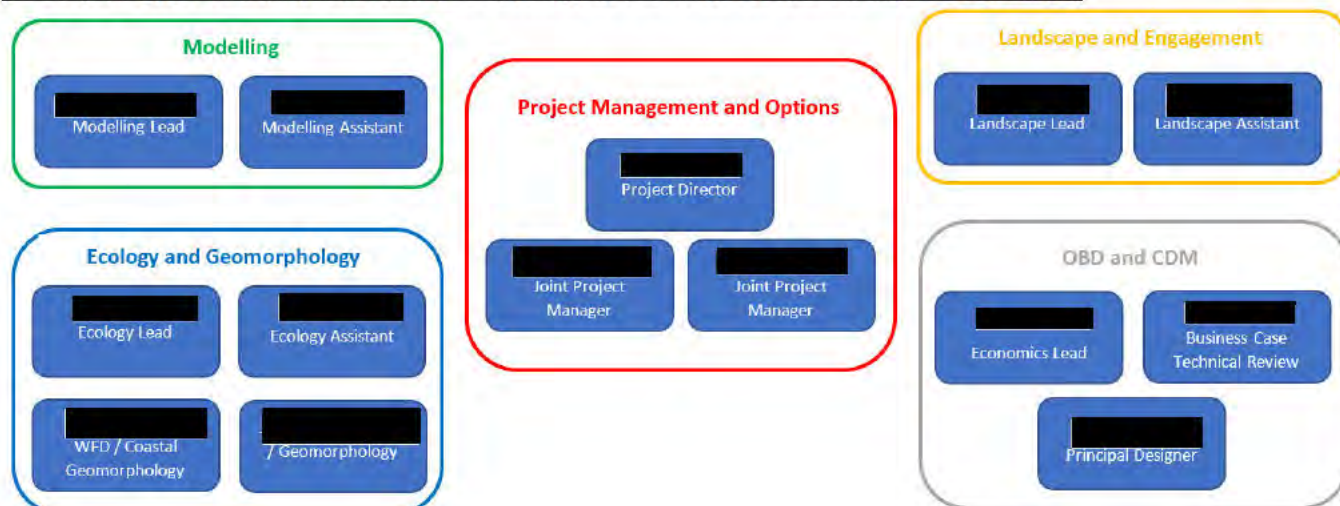 Modelling
Modelling Lead
Modelling Assistant
Ecology and Geomorphology
Ecology Lead
Ecology Assistant
WFD / Coastal
Geomorphology
/ Geomorphology
Project Management and Options
Project Director
Joint Project
Manager
Joint Project
Manager
Landscape and Engagement
Landscape Lead
Landscape Assistant
OBD and CDM
Economics Lead
Business Case
Technical Review
Principal Designer